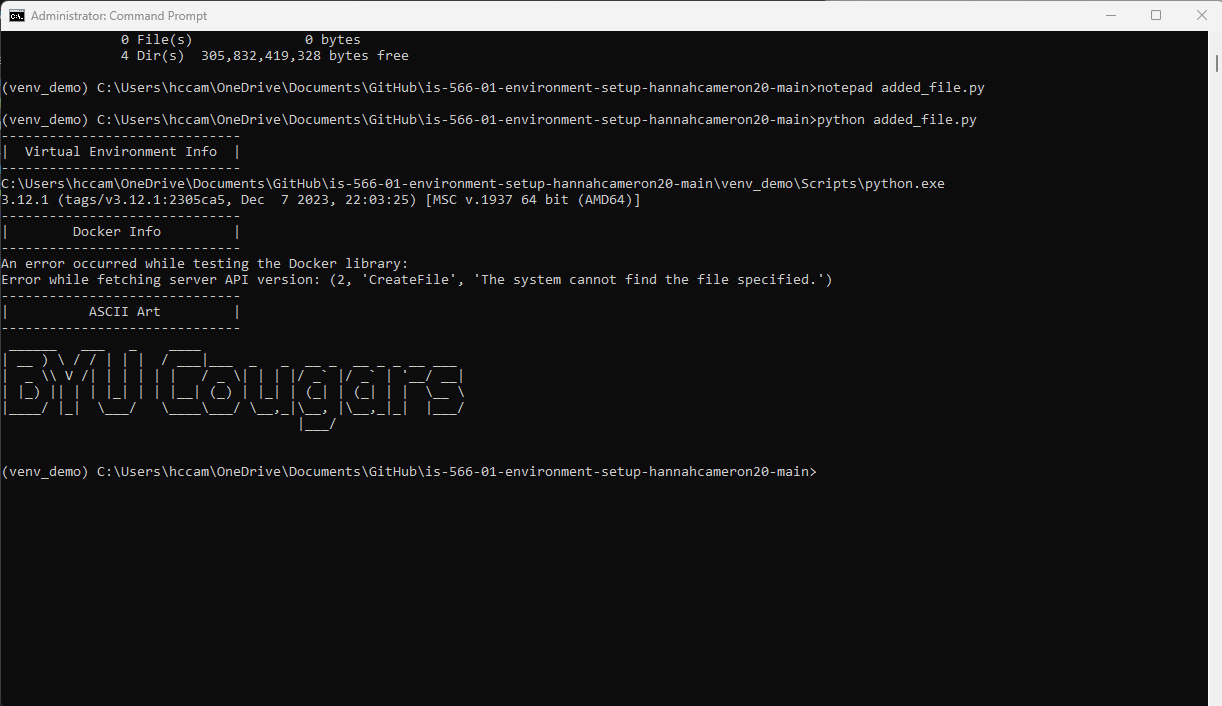 Administrator: Command Prompt
0 File(s)              0 bytes
4 Dir(s)  305,832,419,328 bytes free
(venv_demo) C:\Users\hccam\OneDrive\Documents\GitHub\is-566-01-environment-setup-hannahcameron20-main>notepad added_file.py
(venv_demo) C:\Users\hccam\OneDrive\Documents\GitHub\is-566-01-environment-setup-hannahcameron20-main>python added_file.py
------------------------------
|  Virtual Environment Info  |
------------------------------
C:\Users\hccam\OneDrive\Documents\GitHub\is-566-01-environment-setup-hannahcameron20-main\venv_demo\Scripts\python.exe
3.12.1 (tags/v3.12.1:2305ca5, Dec  7 2023, 22:03:25) [MSC v.1937 64 bit (AMD64)]
------------------------------
|        Docker Info         |
------------------------------
An error occurred while testing the Docker library:
Error while fetching server API version: (2, 'CreateFile', 'The system cannot find the file specified.')
------------------------------
|          ASCII Art         |
------------------------------
BYU Cougars
(venv_demo) C:\Users\hccam\OneDrive\Documents\GitHub\is-566-01-environment-setup-hannahcameron20-main>